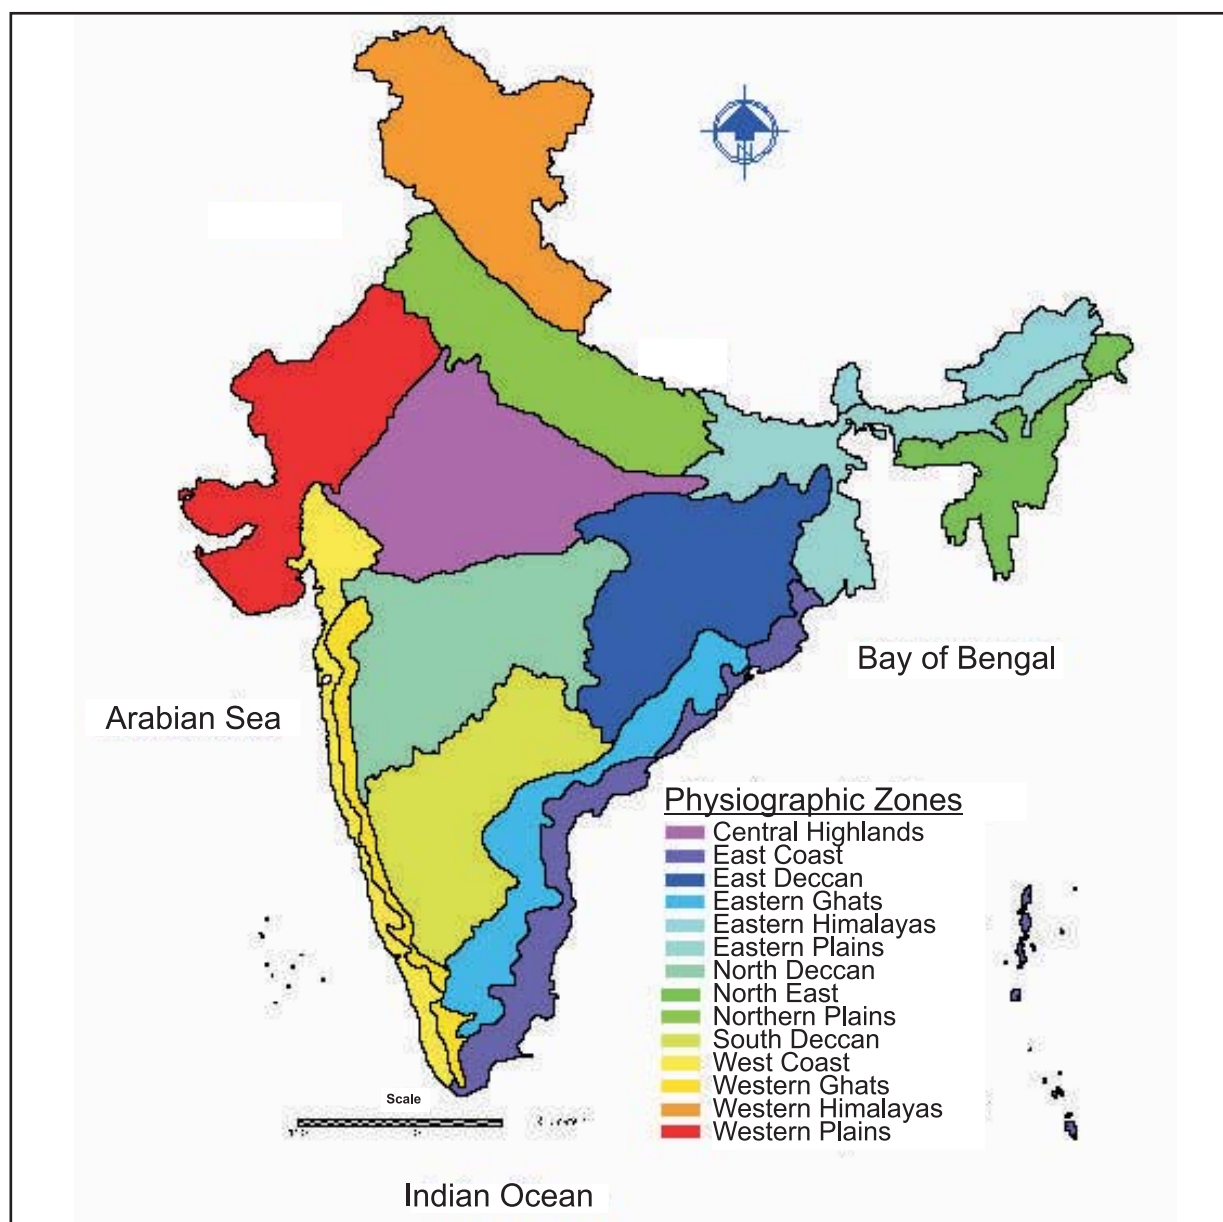 N
Bay of Bengal
Arabian Sea
Physiographic Zones
Central Highlands
East Coast
East Deccan
Eastern Ghats
Eastern Himalayas
Eastern Plains
North Deccan
North East
Northern Plains
South Deccan
West Coast
Western Ghats
Western Himalayas
Western Plains
Scale
Indian Ocean